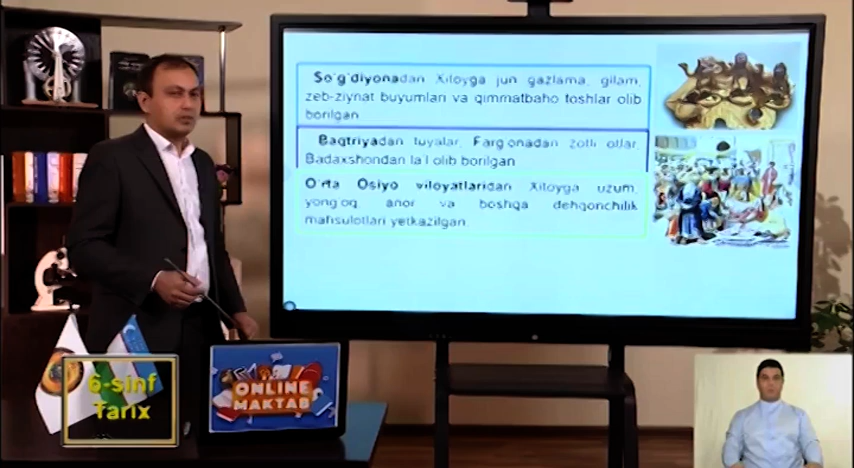 So'g'diyonadan Xitoyga jun gazlama, gilam,
zeb-ziynat buyumlari va qimmatbaho toshlar olib
borilgan
Baqtriyadan tuyalar, Farg'onadan zotli otlar,
Badaxshondan la'l olib borilgan
O'rta Osiyo viloyatlaridan Xitoyga uzum,
yong'oq anor va boshqa dehqonchilik
mahsulotlari yetkazilgan.
6-sinf
Tarix
ONLINE
MAKTAB